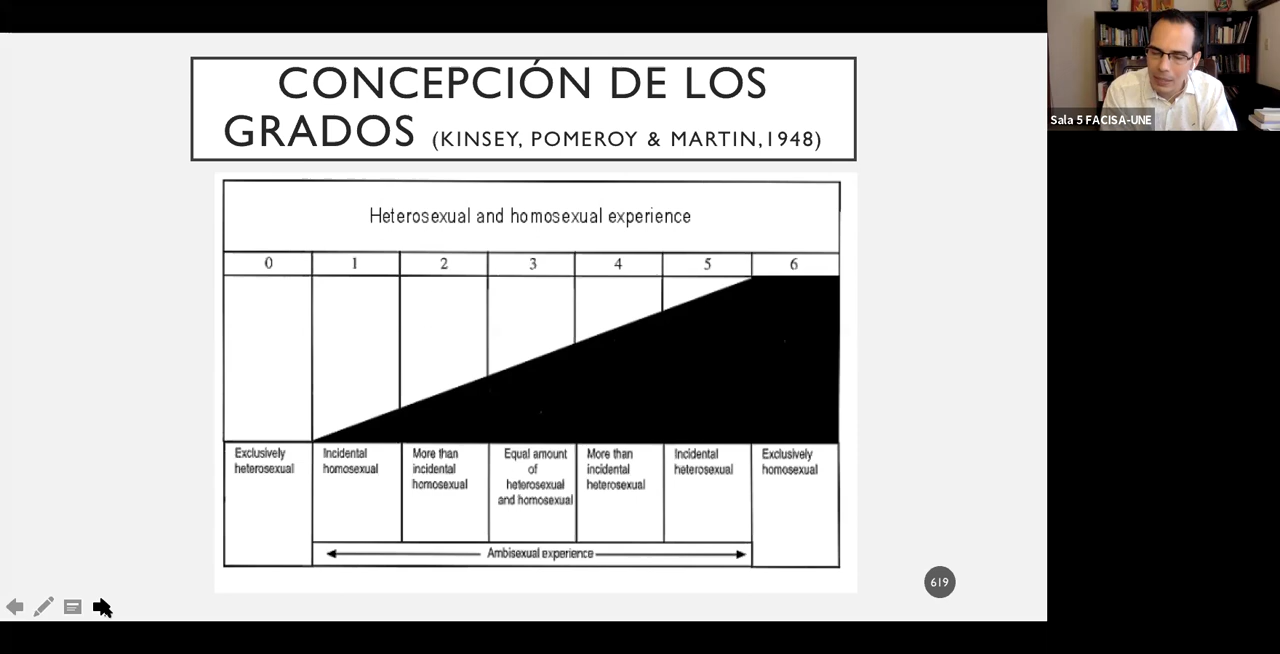 CONCEPCIÓN DE LOS
GRADOS (KINSEY, POMEROY & MARTIN,1948)
Sala 5 FACISA-UNE
Heterosexual and homosexual experience
0 1 2 3 4 5 6
Exclusively
heterosexual
Incidental
homosexual
More than
incidental
homosexual
Equal amount
of
heterosexual
and homosexual
More than
incidental
heterosexual
Incidental
heterosexual
Exclusively
homosexual
Ambisexual experience
619